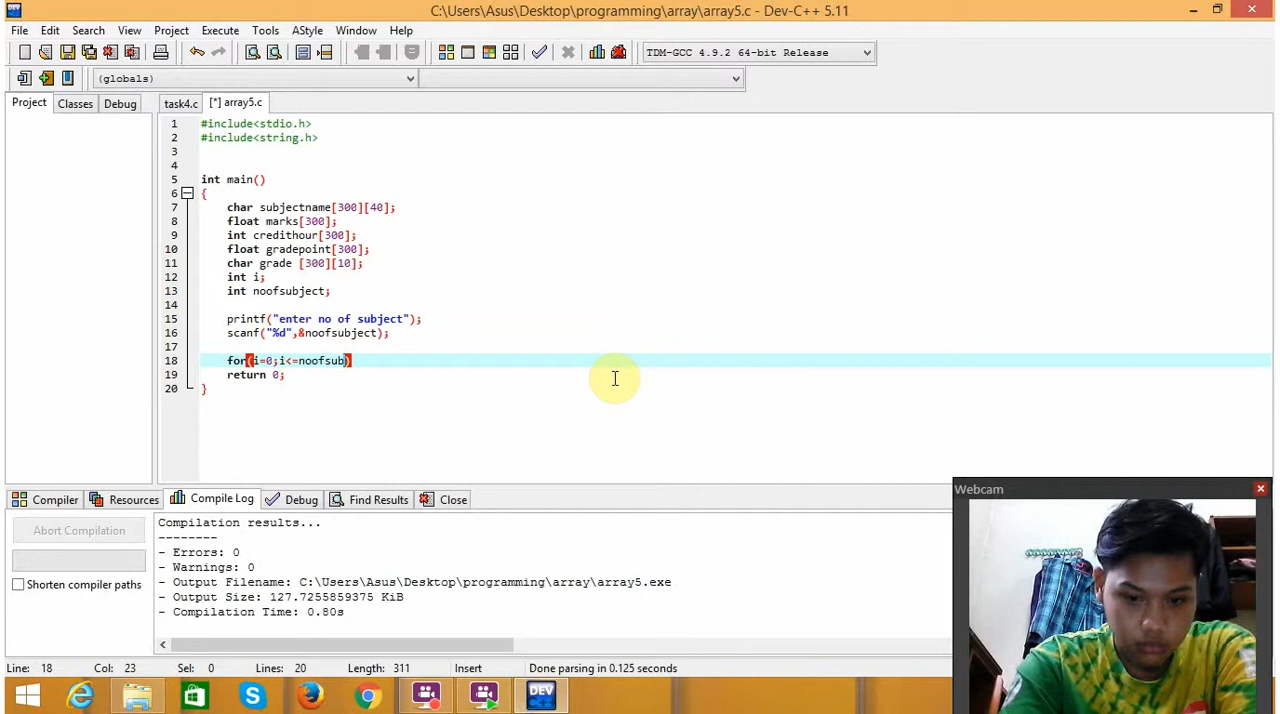 C:\Users\Asus\Desktop\programming\array\array5.c - Dev-C++ 5.11
File Edit Search View Project Execute Tools AStyle Window Help
TDM-GCC 4.9.2 64-bit Release
(globals)
Project Classes Debug task4.c [*] array5.c
1 #include<stdio.h>
2 #include<string.h>
3
4
5 int main()
6 {
7 char subjectname[300][40];
8 float marks[300];
9 int credithour[300];
10 float gradepoint[300];
11 char grade [300][10];
12 int i;
13 int noofsubject;
14
15 printf("enter no of subject");
16 scanf("%d",&noofsubject);
17
18 for(i=0;i<=noofsub)
19 return 0;
20 }
Compiler Resources Compile Log Debug Find Results Close
Webcam
Abort Compilation
Shorten compiler paths
Compilation results...
--------
- Errors: 0
- Warnings: 0
- Output Filename: C:\Users\Asus\Desktop\programming\array\array5.exe
- Output Size: 127.7255859375 KiB
- Compilation Time: 0.80s
Line: 18 Col: 23 Sel: 0 Lines: 20 Length: 311 Insert Done parsing in 0.125 seconds
DEV